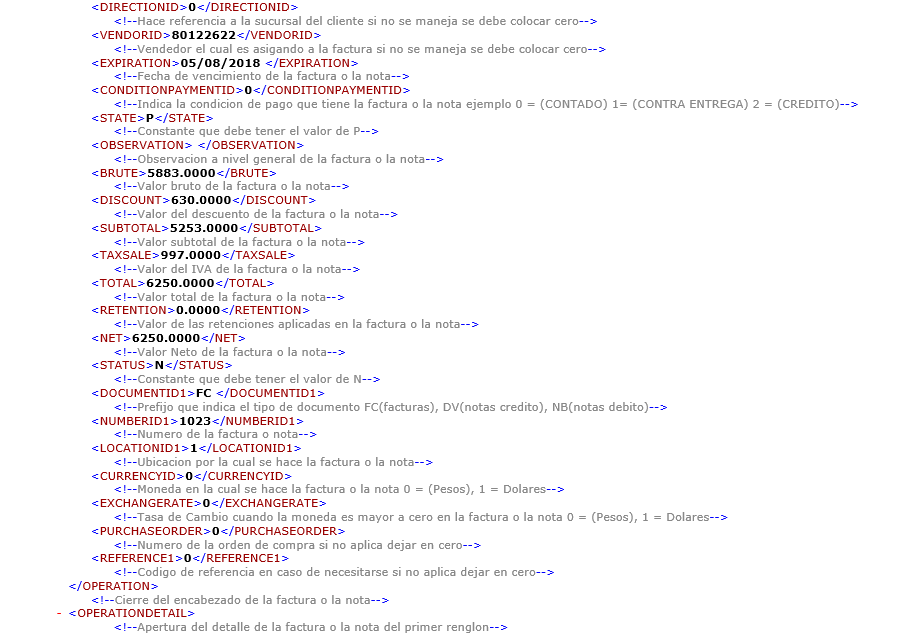 <DIRECTIONID>0</DIRECTIONID>
<!--Hace referencia a la sucursal del cliente si no se maneja se debe colocar cero-->
<VENDORID>80122622</VENDORID>
<!--Vendedor el cual es asigando a la factura si no se maneja se debe colocar cero-->
<EXPIRATION>05/08/2018 </EXPIRATION>
<!--Fecha de vencimiento de la factura o la nota-->
<CONDITIONPAYMENTID>0</CONDITIONPAYMENTID>
<!--Indica la condicion de pago que tiene la factura o la nota ejemplo 0 = (CONTADO) 1= (CONTRA ENTREGA) 2 = (CREDITO)-->
<STATE>P</STATE>
<!--Constante que debe tener el valor de P-->
<OBSERVATION> </OBSERVATION>
<!--Observacion a nivel general de la factura o la nota-->
<BRUTE>5883.0000</BRUTE>
<!--Valor bruto de la factura o la nota-->
<DISCOUNT>630.0000</DISCOUNT>
<!--Valor del descuento de la factura o la nota-->
<SUBTOTAL>5253.0000</SUBTOTAL>
<!--Valor subtotal de la factura o la nota-->
<TAXSALE>997.0000</TAXSALE>
<!--Valor del IVA de la factura o la nota-->
<TOTAL>6250.0000</TOTAL>
<!--Valor total de la factura o la nota-->
<RETENTION>0.0000</RETENTION>
<!--Valor de las retenciones aplicadas en la factura o la nota-->
<NET>6250.0000</NET>
<!--Valor Neto de la factura o la nota-->
<STATUS>N</STATUS>
<!--Constante que debe tener el valor de N-->
<DOCUMENTID1>FC </DOCUMENTID1>
<!--Prefijo que indica el tipo de documento FC(facturas), DV(notas credito), NB(notas debito)-->
<NUMBERID1>1023</NUMBERID1>
<!--Numero de la factura o nota-->
<LOCATIONID1>1</LOCATIONID1>
<!--Ubicacion por la cual se hace la factura o la nota-->
<CURRENCYID>0</CURRENCYID>
<!--Moneda en la cual se hace la factura o la nota 0 = (Pesos), 1 = Dolares-->
<EXCHANGERATE>0</EXCHANGERATE>
<!--Tasa de Cambio cuando la moneda es mayor a cero en la factura o la nota 0 = (Pesos), 1 = Dolares-->
<PURCHASEORDER>0</PURCHASEORDER>
<!--Numero de la orden de compra si no aplica dejar en cero-->
<REFERENCE1>0</REFERENCE1>
<!--Codigo de referencia en caso de necesitarse si no aplica dejar en cero-->
</OPERATION>
<!--Cierre del encabezado de la factura o la nota-->
- <OPERATIONDETAIL>
<!--Apertura del detalle de la factura o la nota del primer renglon-->